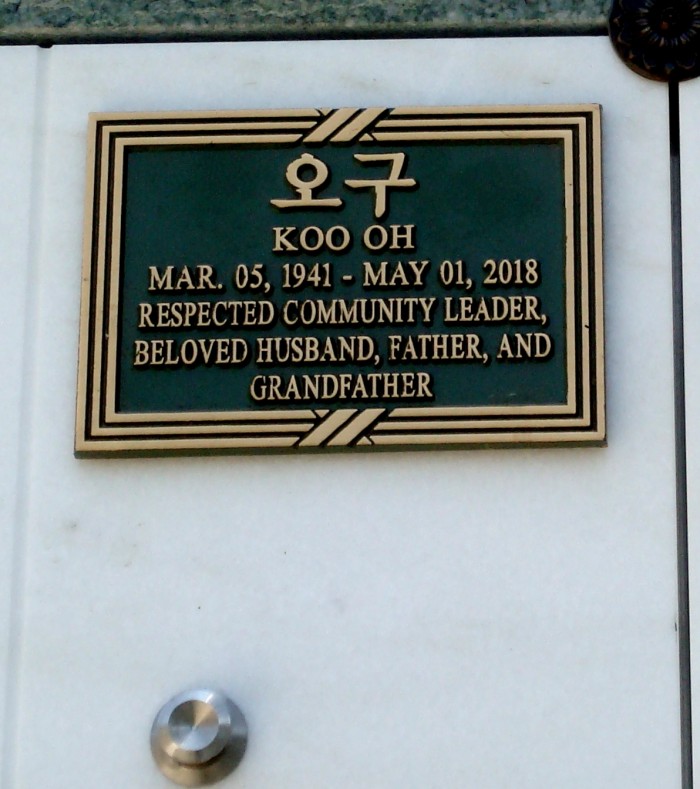 오구
KOO OH
MAR. 05, 1941 - MAY 01, 2018
RESPECTED COMMUNITY LEADER,
BELOVED HUSBAND, FATHER, AND
GRANDFATHER